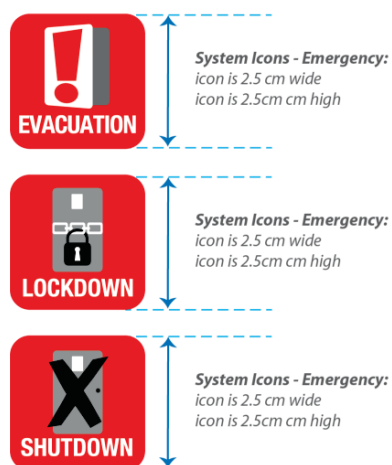 EVACUATION
System Icons - Emergency:
icon is 2.5 cm wide
icon is 2.5cm cm high
LOCKDOWN
System Icons - Emergency:
icon is 2.5 cm wide
icon is 2.5cm cm high
SHUTDOWN
System Icons - Emergency:
icon is 2.5 cm wide
icon is 2.5cm cm high